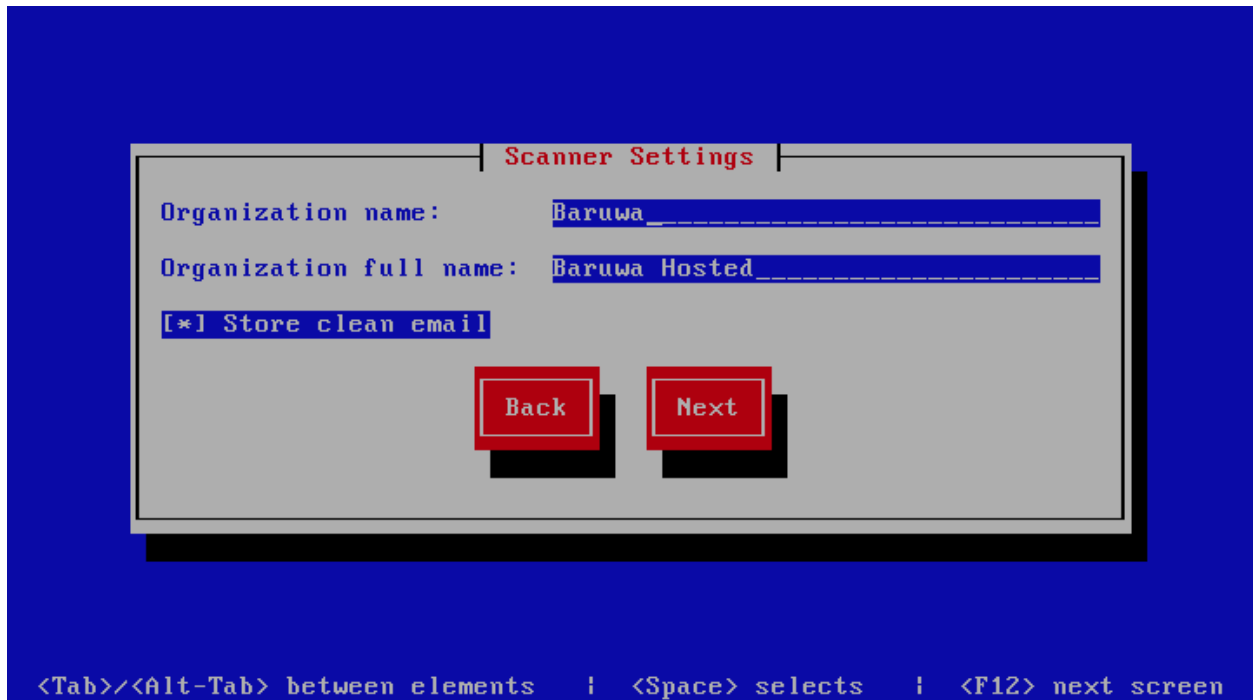 Scanner Settings
Organization name: Baruwa
Organization full name: Baruwa Hosted
[*] Store clean email
Back Next
<Tab>/<Alt-Tab> between elements | <Space> selects | <F12> next screen